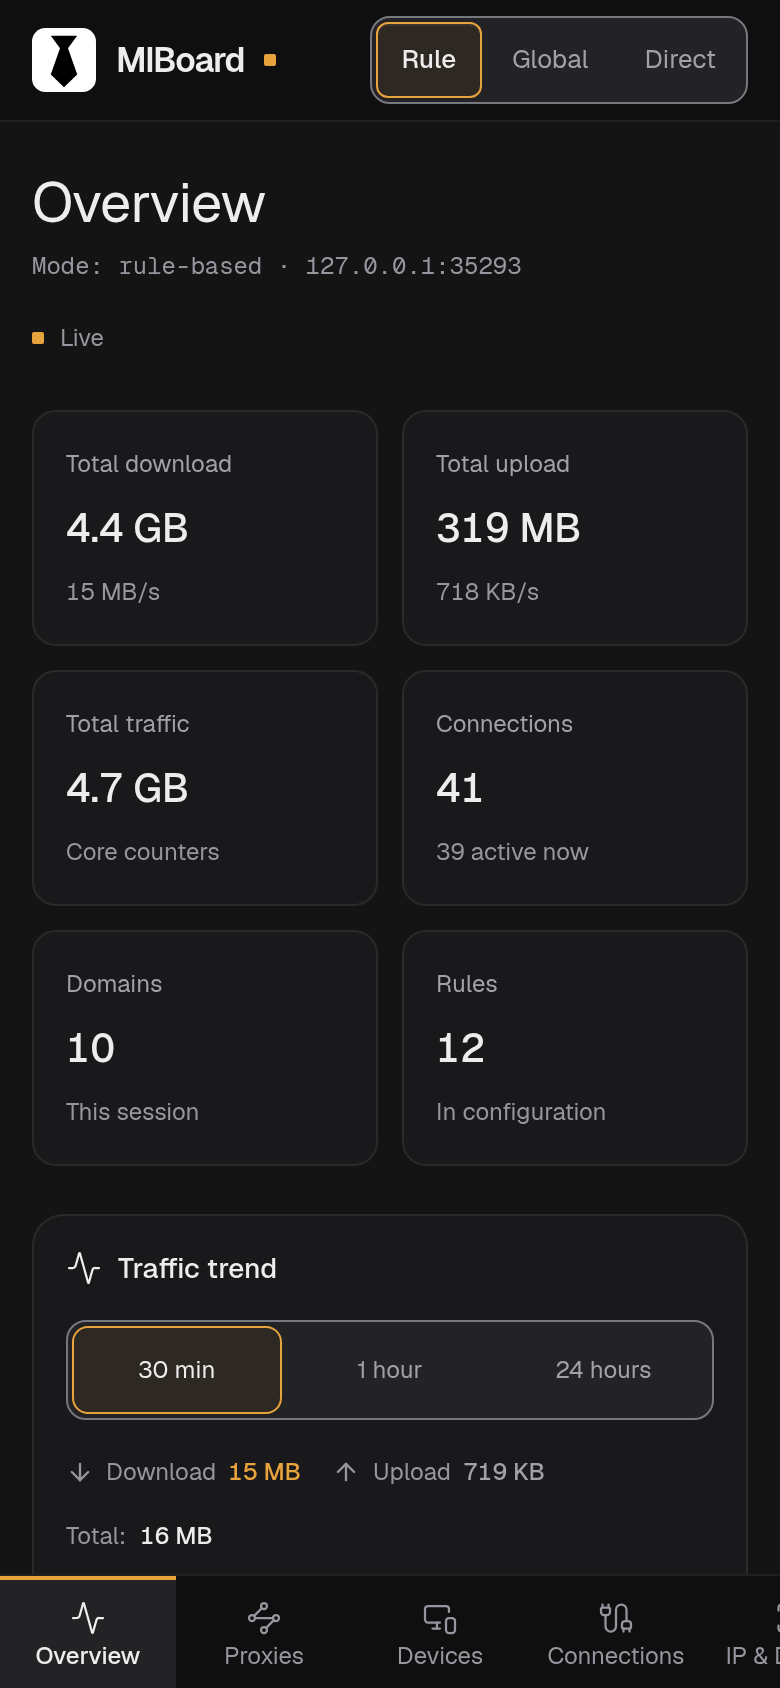 MIBoard
Rule Global Direct
Overview
Mode: rule-based · 127.0.0.1:35293
Live
Total download
4.4 GB
15 MB/s
Total upload
319 MB
718 KB/s
Total traffic
4.7 GB
Core counters
Connections
41
39 active now
Domains
10
This session
Rules
12
In configuration
Traffic trend
30 min 1 hour 24 hours
Download 15 MB Upload 719 KB
Total: 16 MB
Overview Proxies Devices Connections IP &